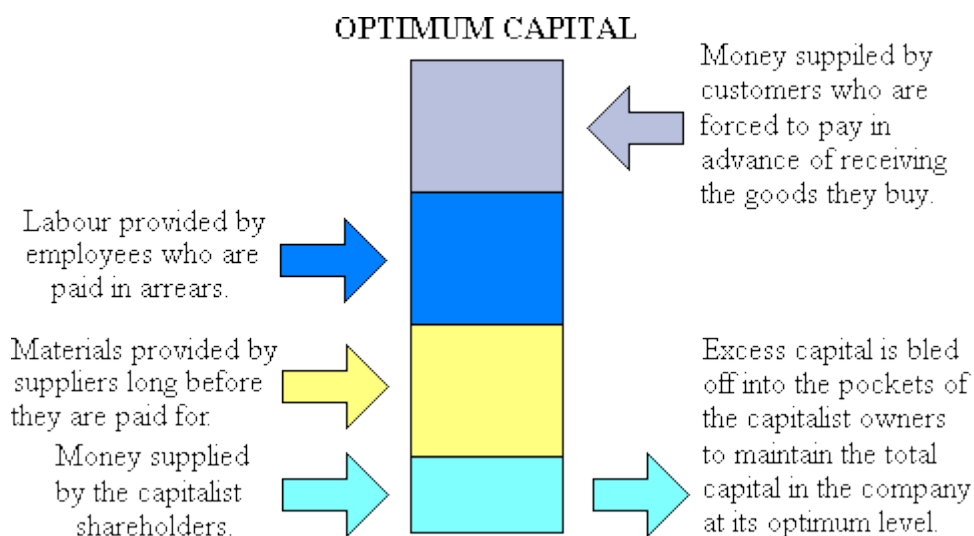 OPTIMUM CAPITAL
Money suppiled by
customers who are
forced to pay in
advance of receiving
the goods they buy.
Labour provided by
employees who are
paid in arrears.
Materials provided by
suppliers long before
they are paid for.
Money supplied
by the capitalist
shareholders.
Excess capital is bled
off into the pockets of
the capitalist owners
to maintain the total
capital in the company
at its optimum level.